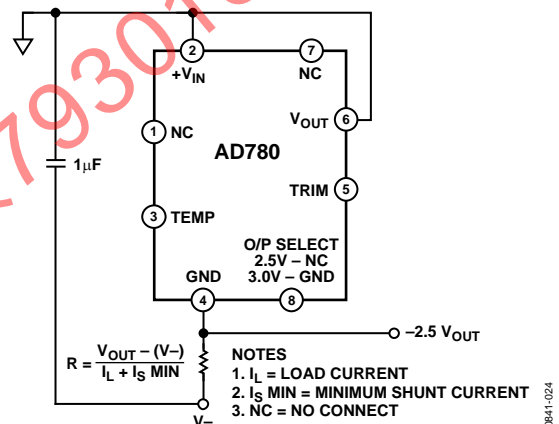 2
7
+VIN
NC
VOUT
6
1
NC
AD780
1μF
TRIM
5
3
TEMP
O/P SELECT
2.5V – NC
3.0V – GND
GND
4
8
–2.5 VOUT
R = VOUT – (V–)
IL + IS MIN
NOTES
1. IL = LOAD CURRENT
2. IS MIN = MINIMUM SHUNT CURRENT
3. NC = NO CONNECT
V–